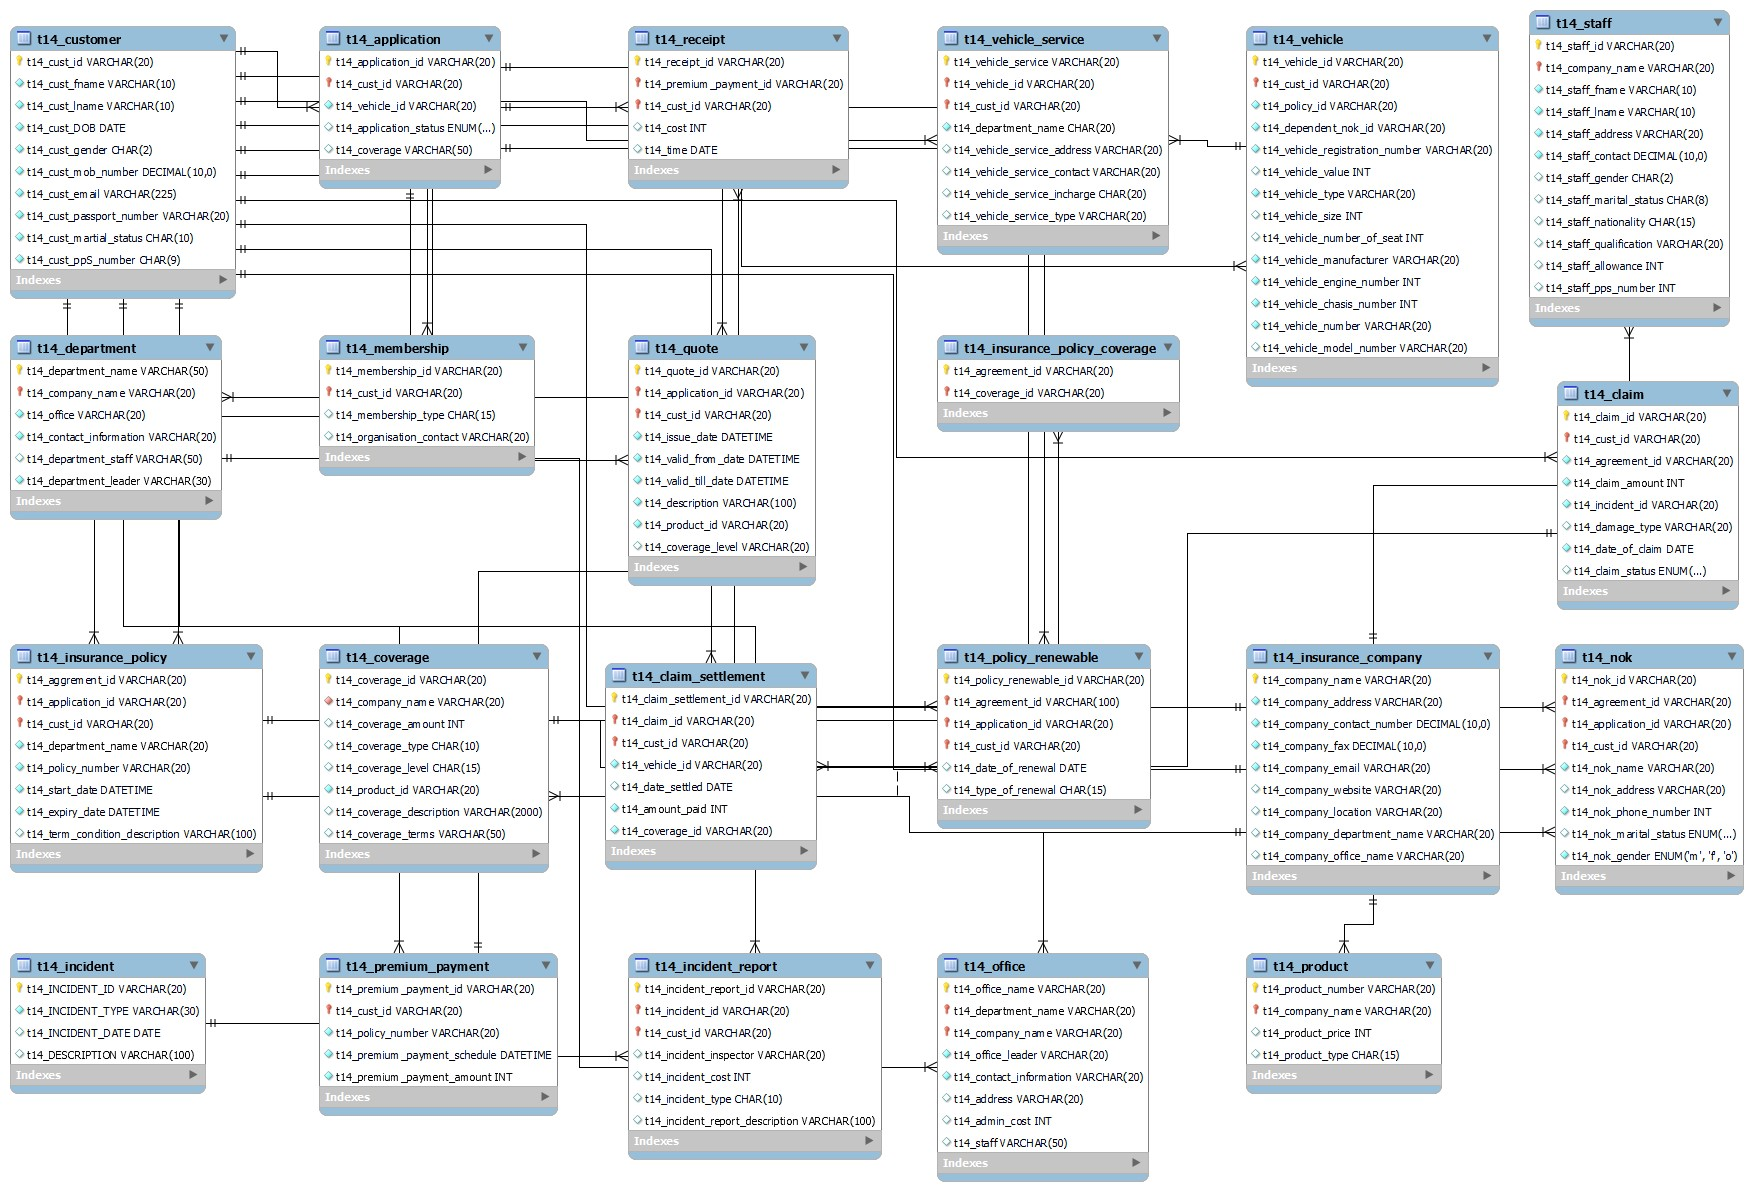 t14_customer
t14_cust_id VARCHAR(20)
t14_cust_fname VARCHAR(10)
t14_cust_lname VARCHAR(10)
t14_cust_DOB DATE
t14_cust_gender CHAR(2)
t14_cust_mob_number DECIMAL(10,0)
t14_cust_email VARCHAR(225)
t14_cust_passport_number VARCHAR(20)
t14_cust_martial_status CHAR(10)
t14_cust_ppS_number CHAR(9)
Indexes
t14_application
t14_application_id VARCHAR(20)
t14_cust_id VARCHAR(20)
t14_vehicle_id VARCHAR(20)
t14_application_status ENUM(...)
t14_coverage VARCHAR(50)
Indexes
t14_receipt
t14_receipt_id VARCHAR(20)
t14_premium_payment_id VARCHAR(20)
t14_cust_id VARCHAR(20)
t14_cost INT
t14_time DATE
Indexes
t14_vehicle_service
t14_vehicle_service VARCHAR(20)
t14_vehicle_id VARCHAR(20)
t14_cust_id VARCHAR(20)
t14_department_name CHAR(20)
t14_vehicle_service_address VARCHAR(20)
t14_vehicle_service_contact VARCHAR(20)
t14_vehicle_service_incharge CHAR(20)
t14_vehicle_service_type VARCHAR(20)
Indexes
t14_vehicle
t14_vehicle_id VARCHAR(20)
t14_cust_id VARCHAR(20)
t14_policy_id VARCHAR(20)
t14_dependent_nok_id VARCHAR(20)
t14_vehicle_registration_number VARCHAR(20)
t14_vehicle_value INT
t14_vehicle_type VARCHAR(20)
t14_vehicle_size INT
t14_vehicle_number_of_seat INT
t14_vehicle_manufacturer VARCHAR(20)
t14_vehicle_engine_number INT
t14_vehicle_chasis_number INT
t14_vehicle_number VARCHAR(20)
t14_vehicle_model_number VARCHAR(20)
Indexes
t14_staff
t14_staff_id VARCHAR(20)
t14_company_name VARCHAR(20)
t14_staff_fname VARCHAR(10)
t14_staff_lname VARCHAR(10)
t14_staff_address VARCHAR(20)
t14_staff_contact DECIMAL(10,0)
t14_staff_gender CHAR(2)
t14_staff_marital_status CHAR(8)
t14_staff_nationality CHAR(15)
t14_staff_qualification VARCHAR(20)
t14_staff_allowance INT
t14_staff_pps_number INT
Indexes
t14_department
t14_department_name VARCHAR(50)
t14_company_name VARCHAR(20)
t14_office VARCHAR(20)
t14_contact_information VARCHAR(20)
t14_department_staff VARCHAR(50)
t14_department_leader VARCHAR(30)
Indexes
t14_membership
t14_membership_id VARCHAR(20)
t14_cust_id VARCHAR(20)
t14_membership_type CHAR(15)
t14_organisation_contact VARCHAR(20)
Indexes
t14_quote
t14_quote_id VARCHAR(20)
t14_application_id VARCHAR(20)
t14_cust_id VARCHAR(20)
t14_issue_date DATETIME
t14_valid_from_date DATETIME
t14_valid_till_date DATETIME
t14_description VARCHAR(100)
t14_product_id VARCHAR(20)
t14_coverage_level VARCHAR(20)
Indexes
t14_insurance_policy_coverage
t14_agreement_id VARCHAR(20)
t14_coverage_id VARCHAR(20)
Indexes
t14_claim
t14_claim_id VARCHAR(20)
t14_cust_id VARCHAR(20)
t14_agreement_id VARCHAR(20)
t14_claim_amount INT
t14_incident_id VARCHAR(20)
t14_damage_type VARCHAR(20)
t14_date_of_claim DATE
t14_claim_status ENUM(...)
Indexes
t14_insurance_policy
t14_aggrement_id VARCHAR(20)
t14_application_id VARCHAR(20)
t14_cust_id VARCHAR(20)
t14_department_name VARCHAR(20)
t14_policy_number VARCHAR(20)
t14_start_date DATETIME
t14_expiry_date DATETIME
t14_term_condition_description VARCHAR(100)
Indexes
t14_coverage
t14_coverage_id VARCHAR(20)
t14_company_name VARCHAR(20)
t14_coverage_amount INT
t14_coverage_type CHAR(10)
t14_coverage_level CHAR(15)
t14_product_id VARCHAR(20)
t14_coverage_description VARCHAR(2000)
t14_coverage_terms VARCHAR(50)
Indexes
t14_claim_settlement
t14_claim_settlement_id VARCHAR(20)
t14_claim_id VARCHAR(20)
t14_cust_id VARCHAR(20)
t14_vehicle_id VARCHAR(20)
t14_date_settled DATE
t14_amount_paid INT
t14_coverage_id VARCHAR(20)
Indexes
t14_policy_renewable
t14_policy_renewable_id VARCHAR(20)
t14_agreement_id VARCHAR(100)
t14_application_id VARCHAR(20)
t14_cust_id VARCHAR(20)
t14_date_of_renewal DATE
t14_type_of_renewal CHAR(15)
Indexes
t14_insurance_company
t14_company_name VARCHAR(20)
t14_company_address VARCHAR(20)
t14_company_contact_number DECIMAL(10,0)
t14_company_fax DECIMAL(10,0)
t14_company_email VARCHAR(20)
t14_company_website VARCHAR(20)
t14_company_location VARCHAR(20)
t14_company_department_name VARCHAR(20)
t14_company_office_name VARCHAR(20)
Indexes
t14_nok
t14_nok_id VARCHAR(20)
t14_agreement_id VARCHAR(20)
t14_application_id VARCHAR(20)
t14_cust_id VARCHAR(20)
t14_nok_name VARCHAR(20)
t14_nok_address VARCHAR(20)
t14_nok_phone_number INT
t14_nok_marital_status ENUM(...)
t14_nok_gender ENUM('m', 'f', 'o')
Indexes
t14_incident
t14_INCIDENT_ID VARCHAR(20)
t14_INCIDENT_TYPE VARCHAR(30)
t14_INCIDENT_DATE DATE
t14_DESCRIPTION VARCHAR(100)
Indexes
t14_premium_payment
t14_premium_payment_id VARCHAR(20)
t14_cust_id VARCHAR(20)
t14_policy_number VARCHAR(20)
t14_premium_payment_schedule DATETIME
t14_premium_payment_amount INT
Indexes
t14_incident_report
t14_incident_report_id VARCHAR(20)
t14_incident_id VARCHAR(20)
t14_cust_id VARCHAR(20)
t14_incident_inspector VARCHAR(20)
t14_incident_cost INT
t14_incident_type CHAR(10)
t14_incident_report_description VARCHAR(100)
Indexes
t14_office
t14_office_name VARCHAR(20)
t14_department_name VARCHAR(20)
t14_company_name VARCHAR(20)
t14_office_leader VARCHAR(20)
t14_contact_information VARCHAR(20)
t14_address VARCHAR(20)
t14_admin_cost INT
t14_staff VARCHAR(50)
Indexes
t14_product
t14_product_number VARCHAR(20)
t14_company_name VARCHAR(20)
t14_product_price INT
t14_product_type CHAR(15)
Indexes